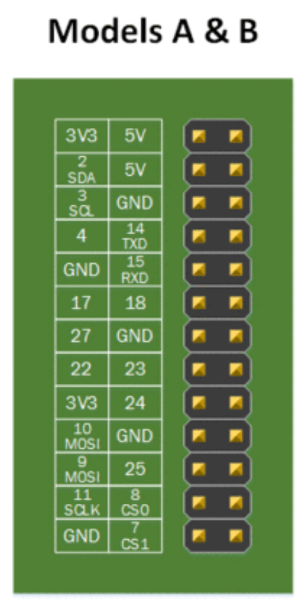 Models A & B
3V3 5V
2 SDA 5V
3 SCL GND
4 14 TXD
GND 15 RXD
17 18
27 GND
22 23
3V3 24
10 MOSI GND
9 MOSI 25
11 SCLK 8 CS0
GND 7 CS1